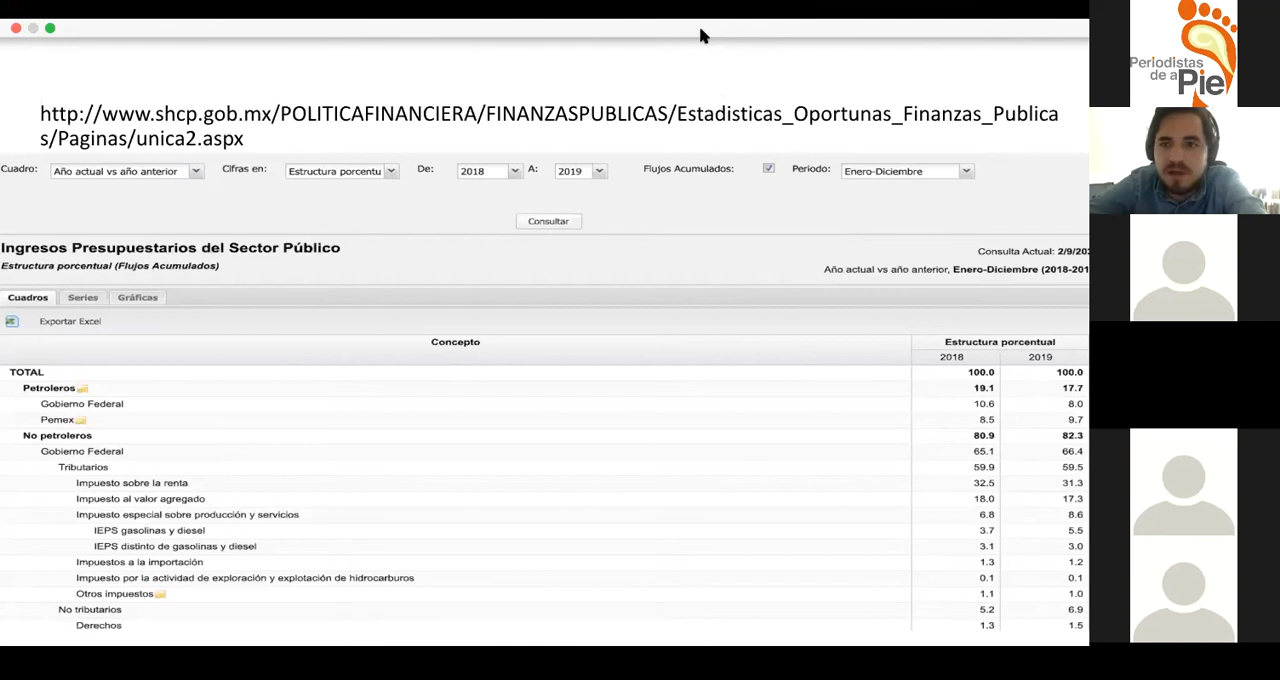 http://www.shcp.gob.mx/POLITICAFINANCIERA/FINANZASPUBLICAS/Estadisticas_Oportunas_Finanzas_Publica
s/Paginas/unica2.aspx
Cuadro: Año actual vs año anterior Cifras en: Estructura porcentu De: 2018 A: 2019 Flujos Acumulados: Periodo: Enero-Diciembre
Consultar
Ingresos Presupuestarios del Sector Público
Consulta Actual: 2/9/202
Estructura porcentual (Flujos Acumulados)
Año actual vs año anterior, Enero-Diciembre (2018-201
Cuadros Series Gráficas
Exportar Excel
Concepto Estructura porcentual
2018 2019
TOTAL 100.0 100.0
Petroleros 19.1 17.7
Gobierno Federal 10.6 8.0
Pemex 8.5 9.7
No petroleros 80.9 82.3
Gobierno Federal 65.1 66.4
Tributarios 59.9 59.5
Impuesto sobre la renta 32.5 31.3
Impuesto al valor agregado 18.0 17.3
Impuesto especial sobre producción y servicios 6.8 8.6
IEPS gasolinas y diesel 3.7 5.5
IEPS distinto de gasolinas y diesel 3.1 3.0
Impuestos a la importación 1.3 1.2
Impuesto por la actividad de exploración y explotación de hidrocarburos 0.1 0.1
Otros impuestos 1.1 1.0
No tributarios 5.2 6.9
Derechos 1.3 1.5
Periodistas
de a
Pie